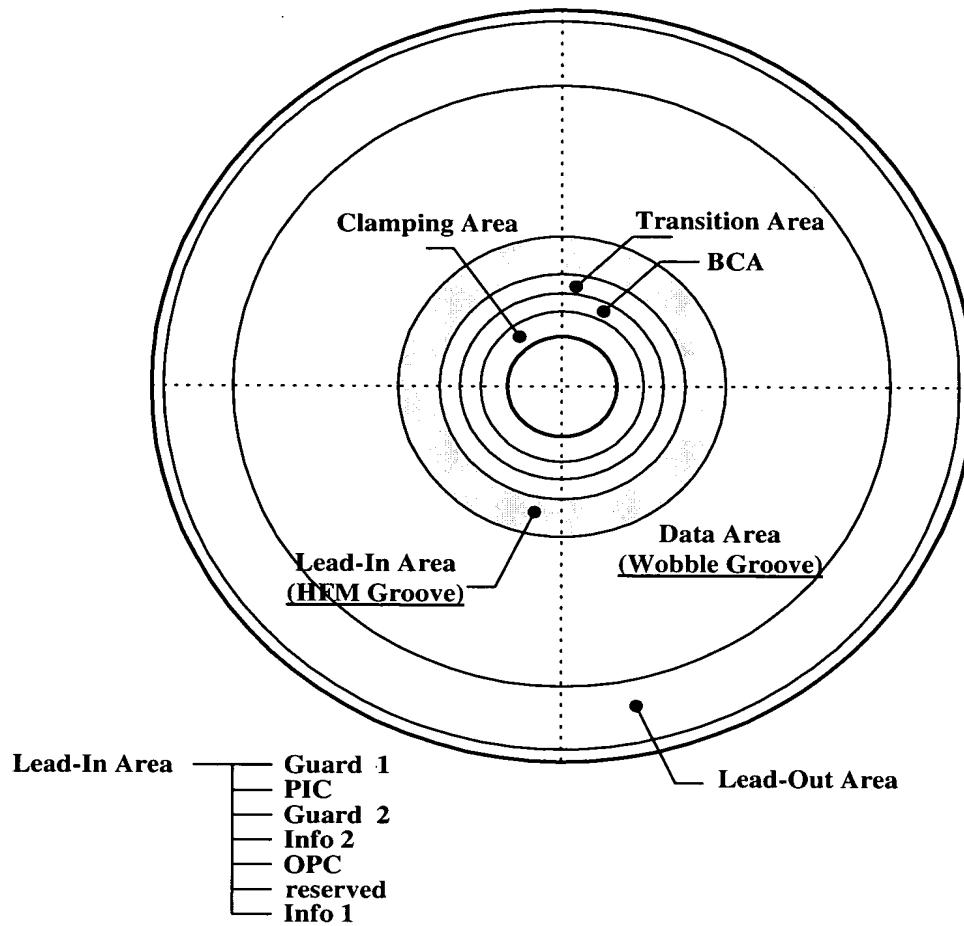 Clamping Area
Transition Area
BCA
Data Area
(Wobble Groove)
Lead-In Area
(HFM Groove)
Lead-Out Area
Lead-In Area
Guard 1
PIC
Guard 2
Info 2
OPC
reserved
Info 1